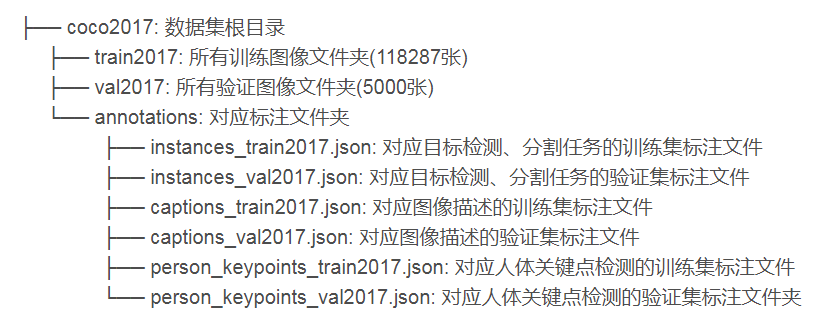 ├── coco2017: 数据集根目录
├── train2017: 所有训练图像文件夹(118287张)
├── val2017: 所有验证图像文件夹(5000张)
└── annotations: 对应标注文件夹
├── instances_train2017.json: 对应目标检测、分割任务的训练集标注文件
├── instances_val2017.json: 对应目标检测、分割任务的验证集标注文件
├── captions_train2017.json: 对应图像描述的训练集标注文件
├── captions_val2017.json: 对应图像描述的验证集标注文件
├── person_keypoints_train2017.json: 对应人体关键点检测的训练集标注文件
└── person_keypoints_val2017.json: 对应人体关键点检测的验证集标注文件夹